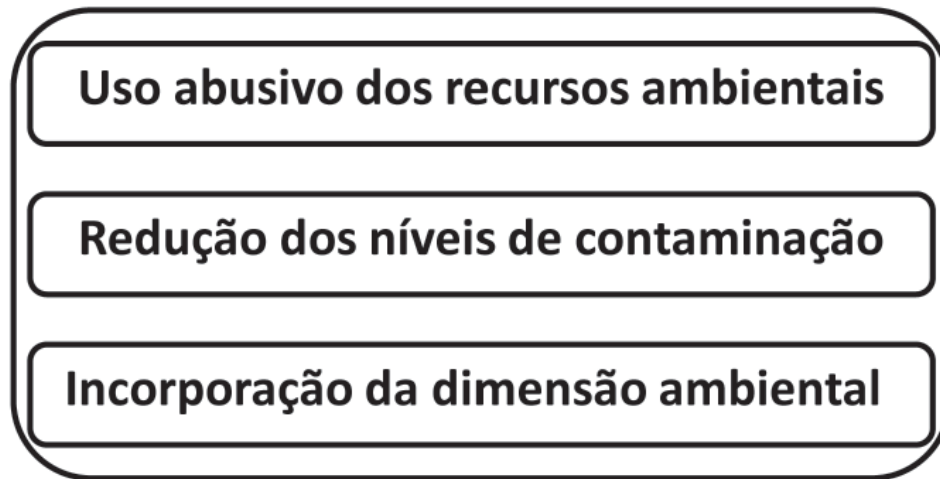 Uso abusivo dos recursos ambientais
Redução dos níveis de contaminação
Incorporação da dimensão ambiental